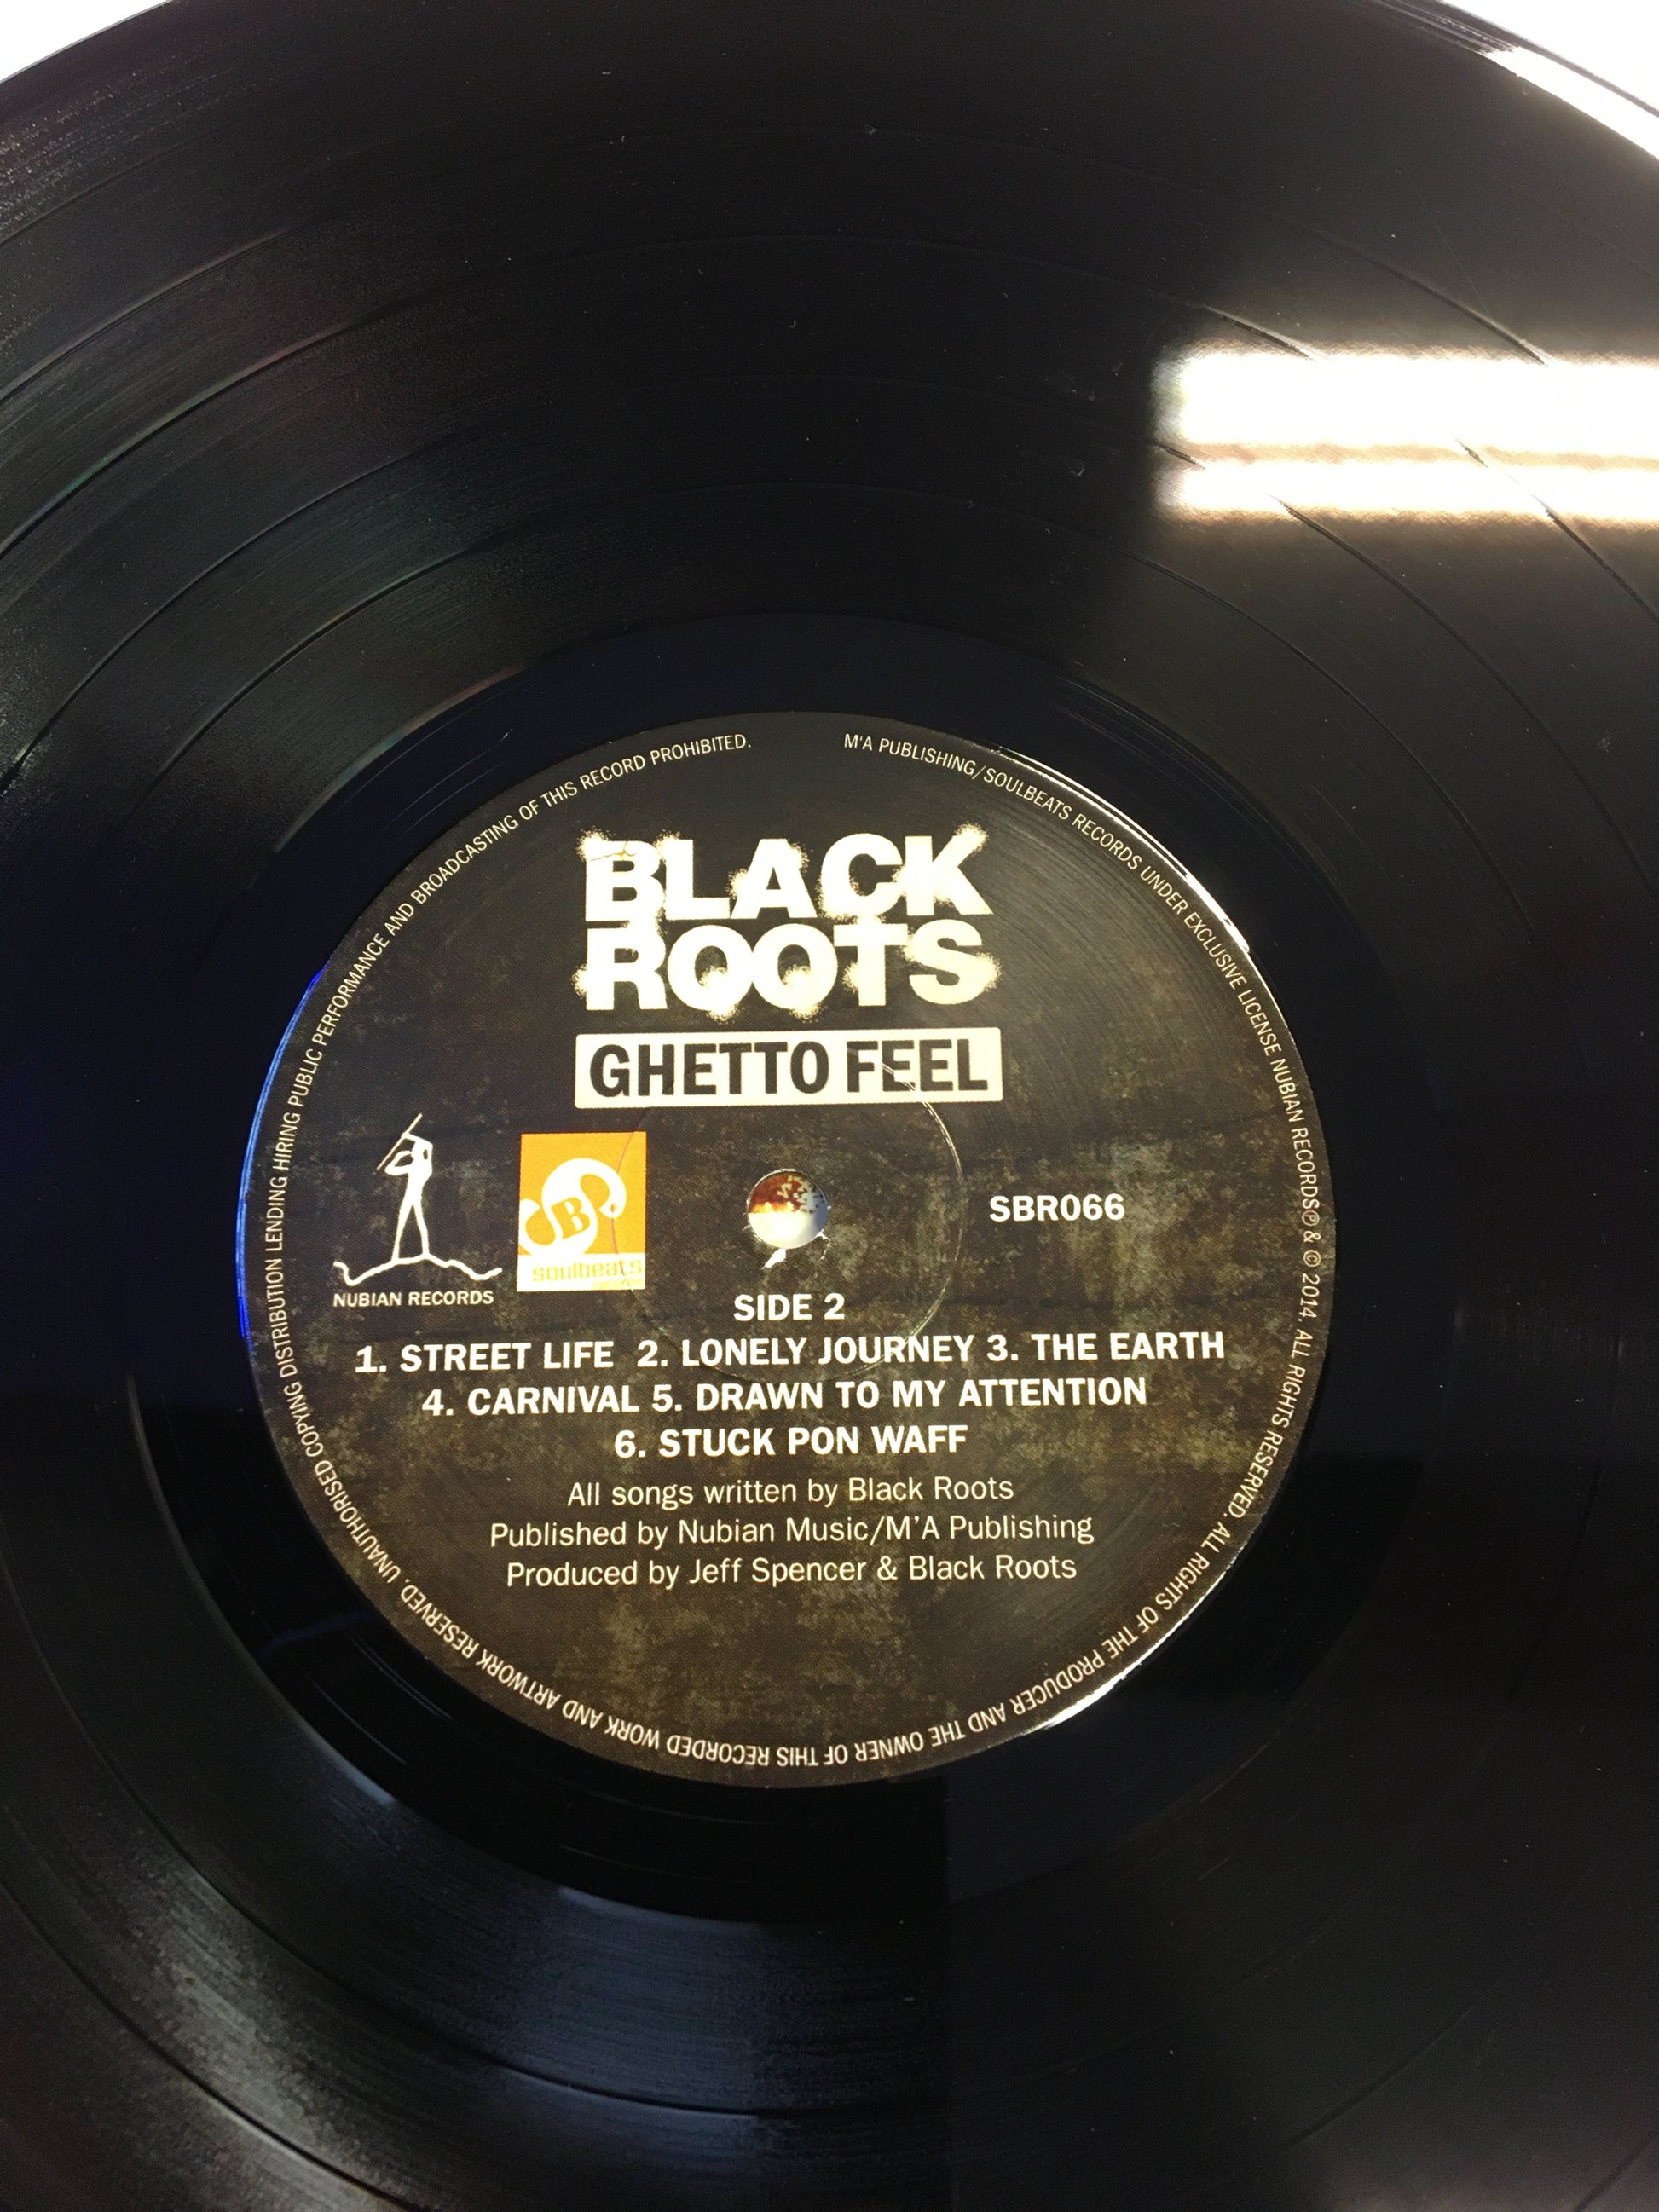 BLACK
ROOTS
GHETTO FEEL
NUBIAN RECORDS
SBP
soulbeats
SBR066
SIDE 2
1. STREET LIFE 2. LONELY JOURNEY 3. THE EARTH
4. CARNIVAL 5. DRAWN TO MY ATTENTION
6. STUCK PON WAFF
All songs written by Black Roots
Published by Nubian Music/M'A Publishing
Produced by Jeff Spencer & Black Roots
M'A PUBLISHING/SOULBEATS RECORDS UNDER EXCLUSIVE LICENSE NUBIAN RECORDS ℗ & © 2014. ALL RIGHTS RESERVED. ALL RIGHTS OF THE PRODUCER AND THE OWNER OF THIS RECORDED WORK AND ARTWORK RESERVED. UNAUTHORISED COPYING DISTRIBUTION LENDING HIRING PUBLIC PERFORMANCE AND BROADCASTING OF THIS RECORD PROHIBITED.